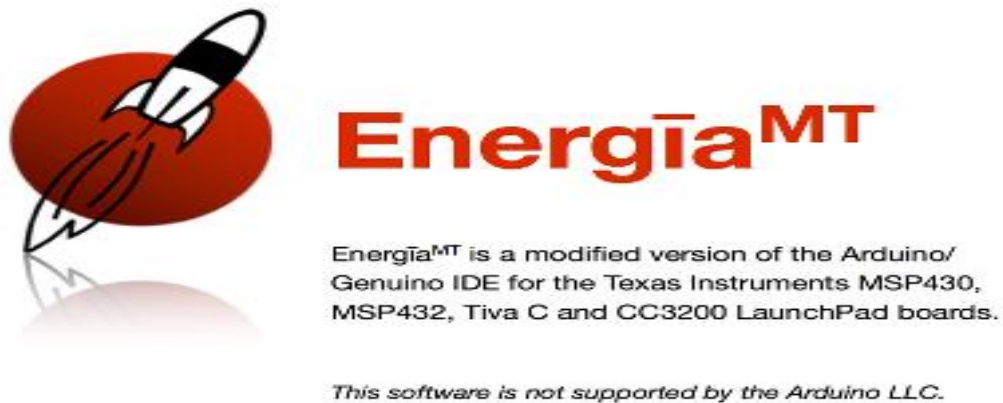 EnergīaMT
EnergīaMT is a modified version of the Arduino/
Genuino IDE for the Texas Instruments MSP430,
MSP432, Tiva C and CC3200 LaunchPad boards.
This software is not supported by the Arduino LLC.